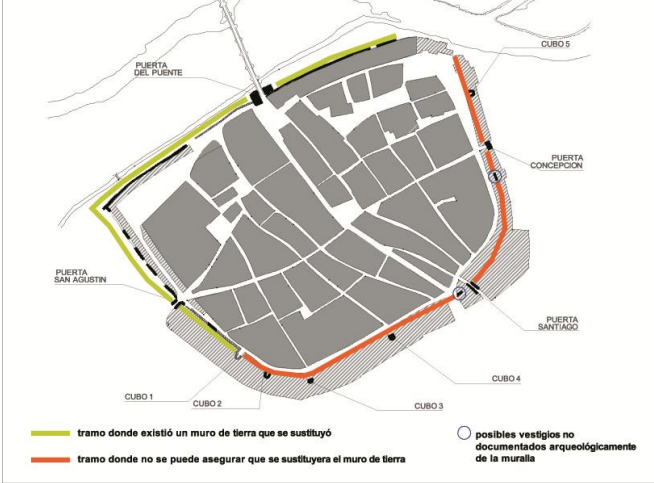 CUBO 5
PUERTA
DEL PUENTE
PUERTA
CONCEPCION
PUERTA
SAN AGUSTIN
PUERTA
SANTIAGO
CUBO 4
CUBO 1
CUBO 2
CUBO 3
tramo donde existió un muro de tierra que se sustituyó
tramo donde no se puede asegurar que se sustituyera el muro de tierra
posibles vestigios no
documentados arqueológicamente
de la muralla